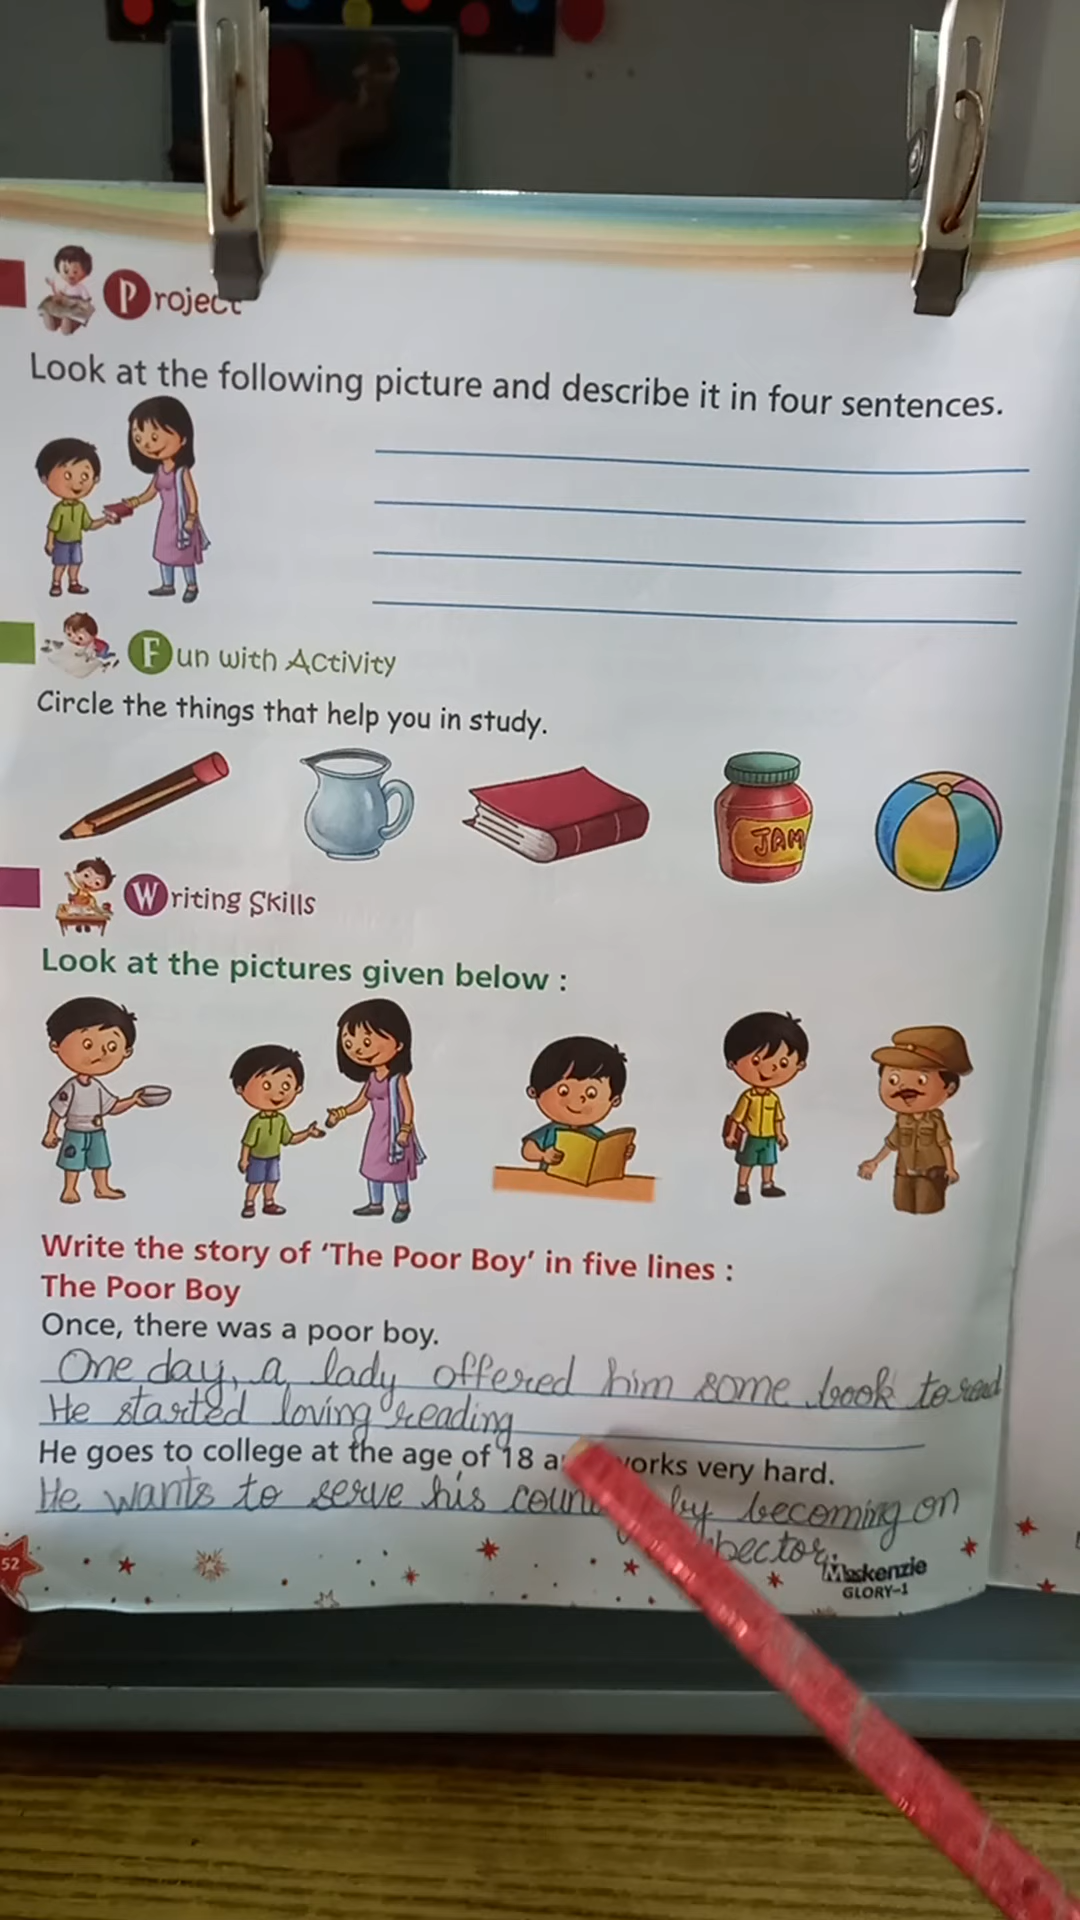 Project
Look at the following picture and describe it in four sentences.
Fun with Activity
Circle the things that help you in study.
JAM
Writing Skills
Look at the pictures given below :
Write the story of ‘The Poor Boy’ in five lines :
The Poor Boy
Once, there was a poor boy.
One day, a lady offered him some book to read
He started loving reading
He goes to college at the age of 18 works very hard.
He wants to serve his by becoming on
52
Maskenzie
GLORY-1